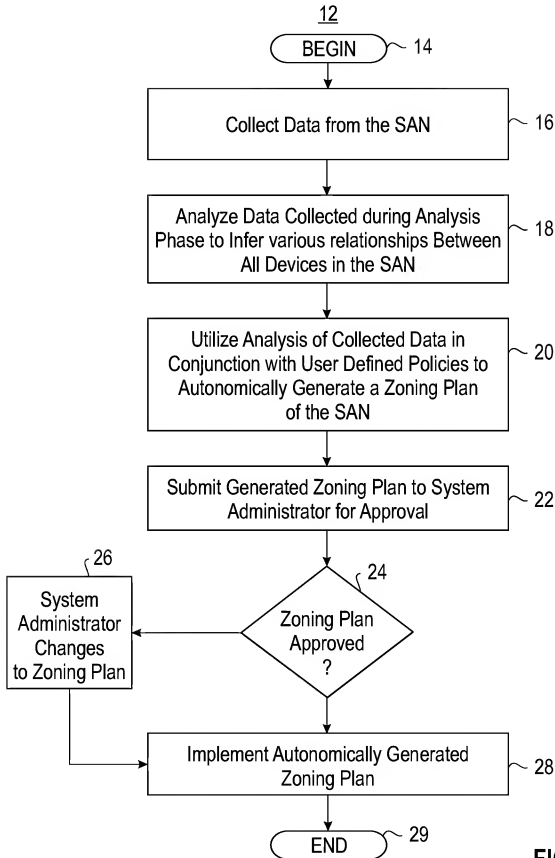 12
BEGIN
14
Collect Data from the SAN
16
Analyze Data Collected during Analysis
Phase to Infer various relationships Between
All Devices in the SAN
18
Utilize Analysis of Collected Data in
Conjunction with User Defined Policies to
Autonomically Generate a Zoning Plan
of the SAN
20
Submit Generated Zoning Plan to System
Administrator for Approval
22
24
Zoning Plan
Approved
?
26
System
Administrator
Changes
to Zoning Plan
Implement Autonomically Generated
Zoning Plan
28
END
29